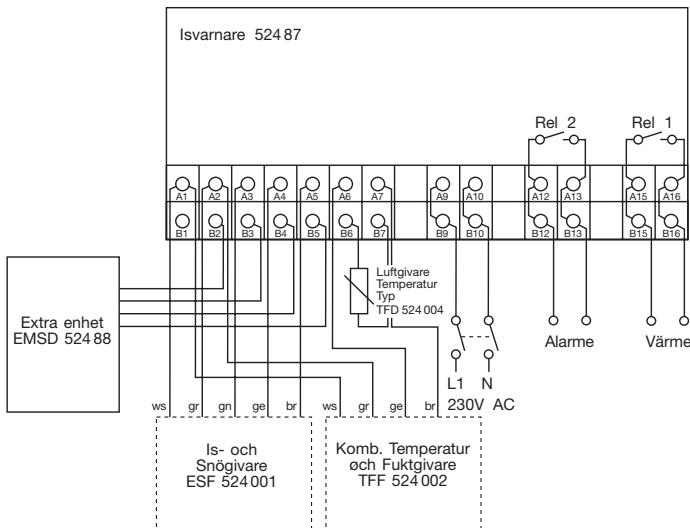 Isvarnare 524 87
Rel 2
Rel 1
A1 A2 A3 A4 A5 A6 A7 A9 A10 A12 A13 A15 A16
B1 B2 B3 B4 B5 B6 B7 B9 B10 B12 B13 B15 B16
Luftgivare
Temperatur
Typ
TFD 524 004
Extra enhet
EMSD 524 88
Alarme
Värme
L1 N
230V AC
ws gr gn ge br ws gr ge br
Is- och
Snögivare
ESF 524 001
Komb. Temperatur
øch Fuktgivare
TFF 524 002